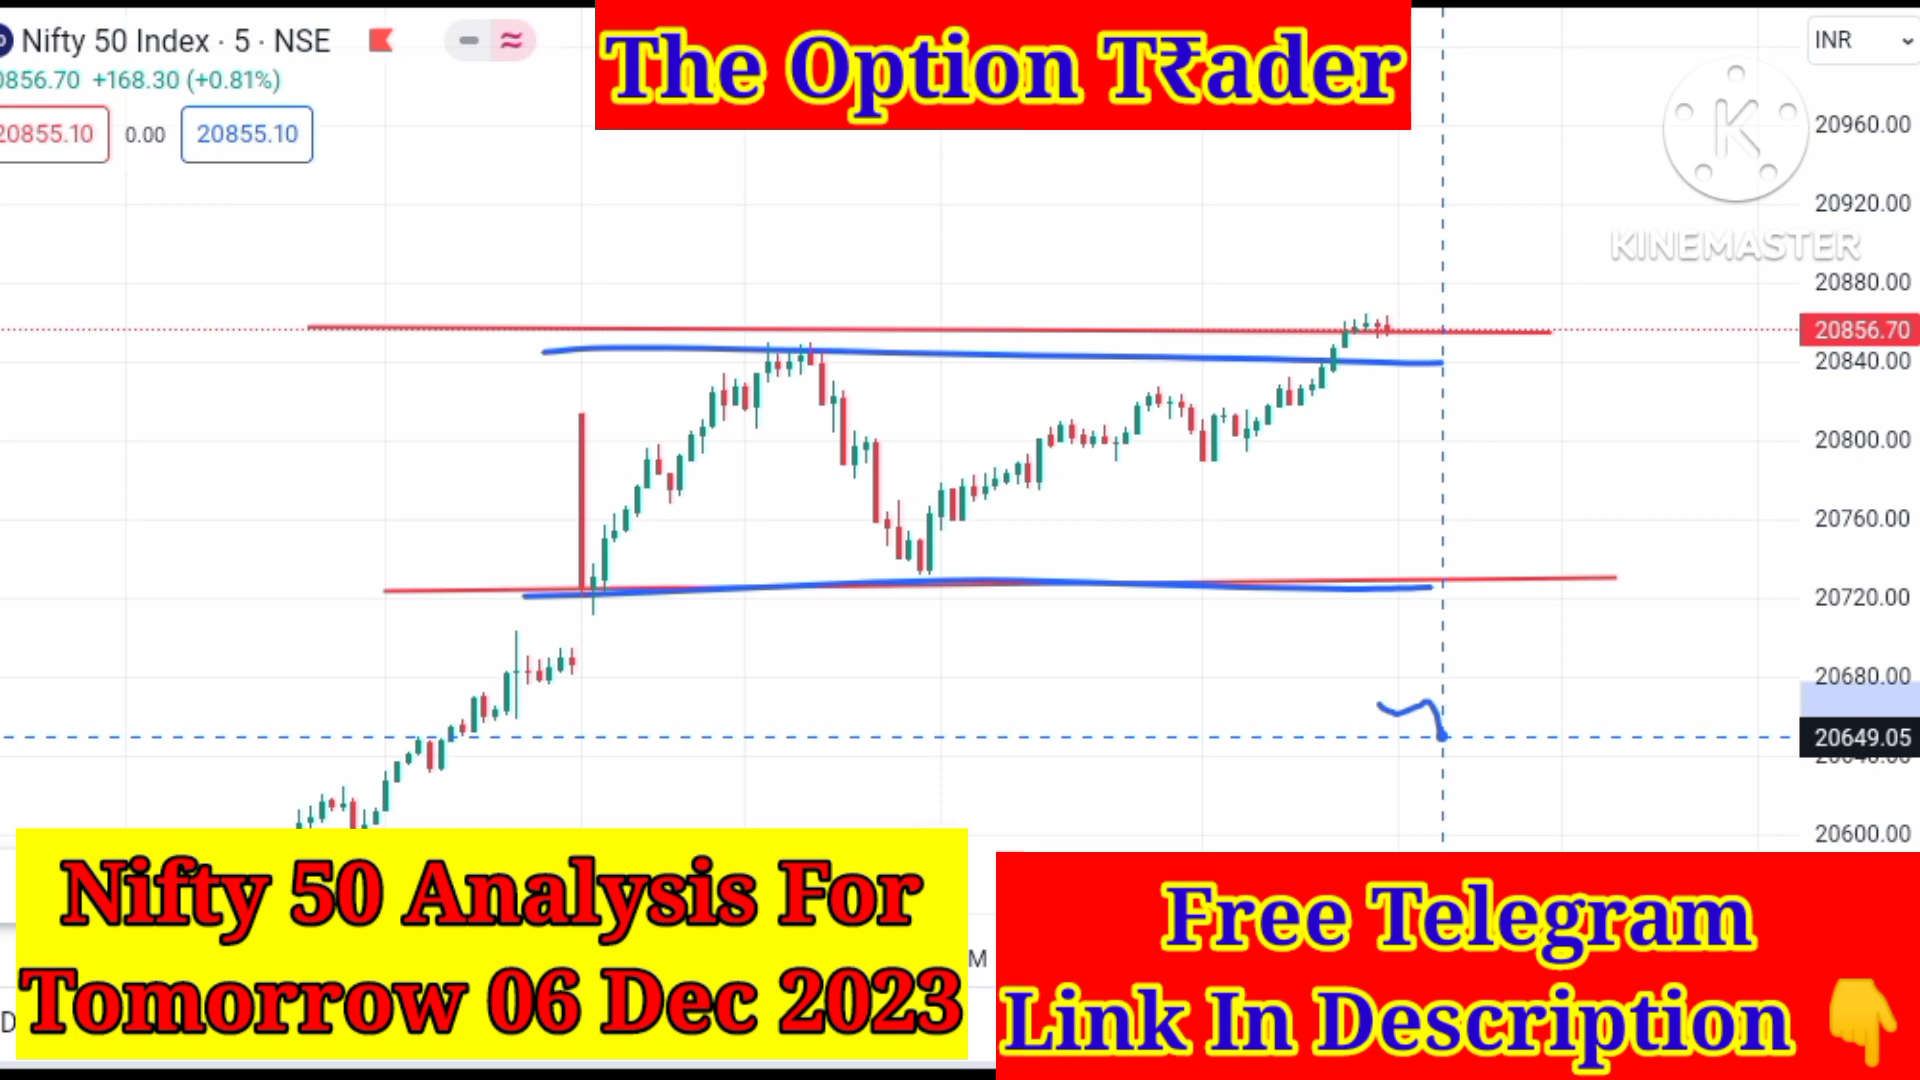 Nifty 50 Index · 5 · NSE
0856.70 +168.30 (+0.81%)
20855.10 0.00 20855.10
The Option T₹ader
INR
K
KINEMASTER
20960.00
20920.00
20880.00
20856.70
20840.00
20800.00
20760.00
20720.00
20680.00
20649.05
20600.00
Nifty 50 Analysis For
Tomorrow 06 Dec 2023
M
D
Free Telegram
Link In Description 👇